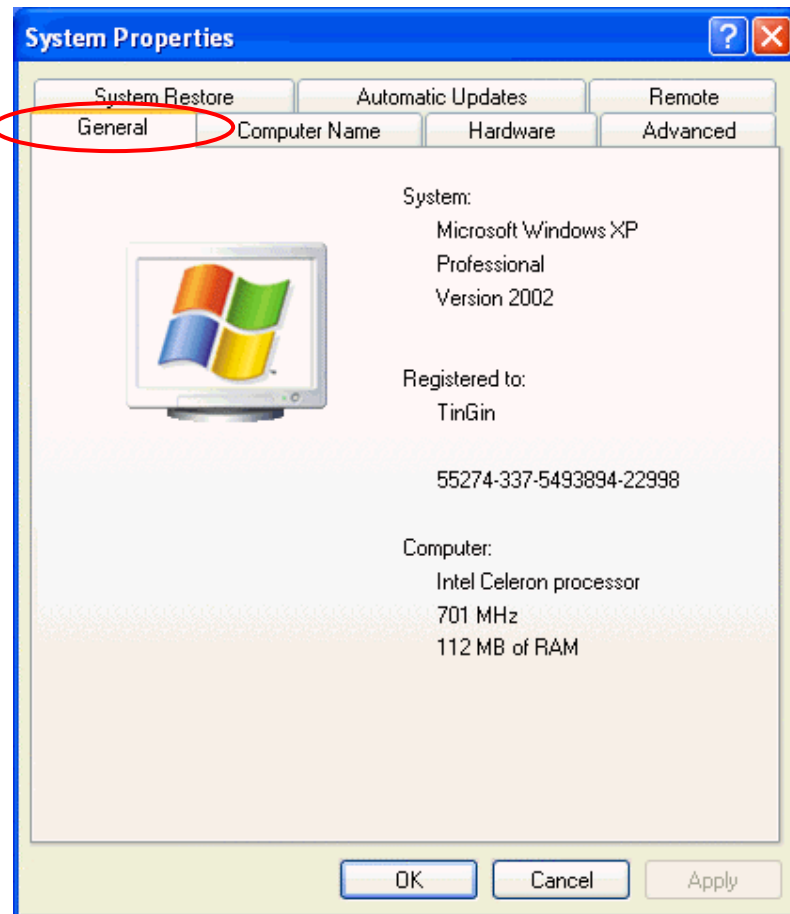 System Properties
System Restore Automatic Updates Remote
General Computer Name Hardware Advanced
System:
Microsoft Windows XP
Professional
Version 2002
Registered to:
TinGin
55274-337-5493894-22998
Computer:
Intel Celeron processor
701 MHz
112 MB of RAM
OK Cancel Apply